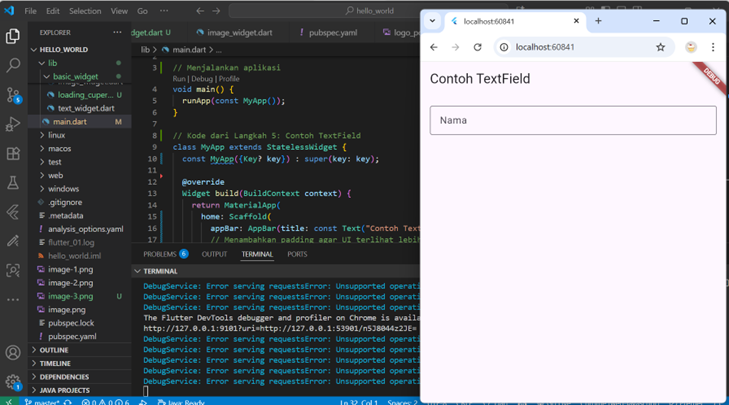 File Edit Selection View Go ... hello_world
EXPLORER
HELLO_WORLD
lib
basic_widget
loading_cuper... U
text_widget.dart
main.dart M
linux
macos
test
web
windows
.gitignore
.metadata
analysis_options.yaml
flutter_01.log
hello_world.iml
image-1.png
image-2.png
image-3.png U
image.png
pubspec.lock
pubspec.yaml
OUTLINE
TIMELINE
DEPENDENCIES
JAVA PROJECTS
dget.dart U image_widget.dart pubspec.yaml logo_po
lib > main.dart > ...
3 // Menjalankan aplikasi
Run | Debug | Profile
4 void main() {
5 runApp(const MyApp());
6 }
7
8 // Kode dari Langkah 5: Contoh TextField
9 class MyApp extends StatelessWidget {
10 const MyApp({Key? key}) : super(key: key);
11
12 @override
13 Widget build(BuildContext context) {
14 return MaterialApp(
15 home: Scaffold(
16 appBar: AppBar(title: const Text("Contoh Text
17 // Menambahkan padding agar UI terlihat lebih
PROBLEMS 6 OUTPUT TERMINAL PORTS
TERMINAL
DebugService: Error serving requestsError: Unsupported operati
DebugService: Error serving requestsError: Unsupported operati
DebugService: Error serving requestsError: Unsupported operati
The Flutter DevTools debugger and profiler on Chrome is availa
http://127.0.0.1:9101?uri=http://127.0.0.1:53901/n5J8044z2JE=
DebugService: Error serving requestsError: Unsupported operati
DebugService: Error serving requestsError: Unsupported operati
DebugService: Error serving requestsError: Unsupported operati
DebugService: Error serving requestsError: Unsupported operati
DebugService: Error serving requestsError: Unsupported operati
master* 0 0 6 Java: Ready Ln 32, Col 1 Spaces: 2
localhost:60841
localhost:60841
DEBUG
Contoh TextField
Nama